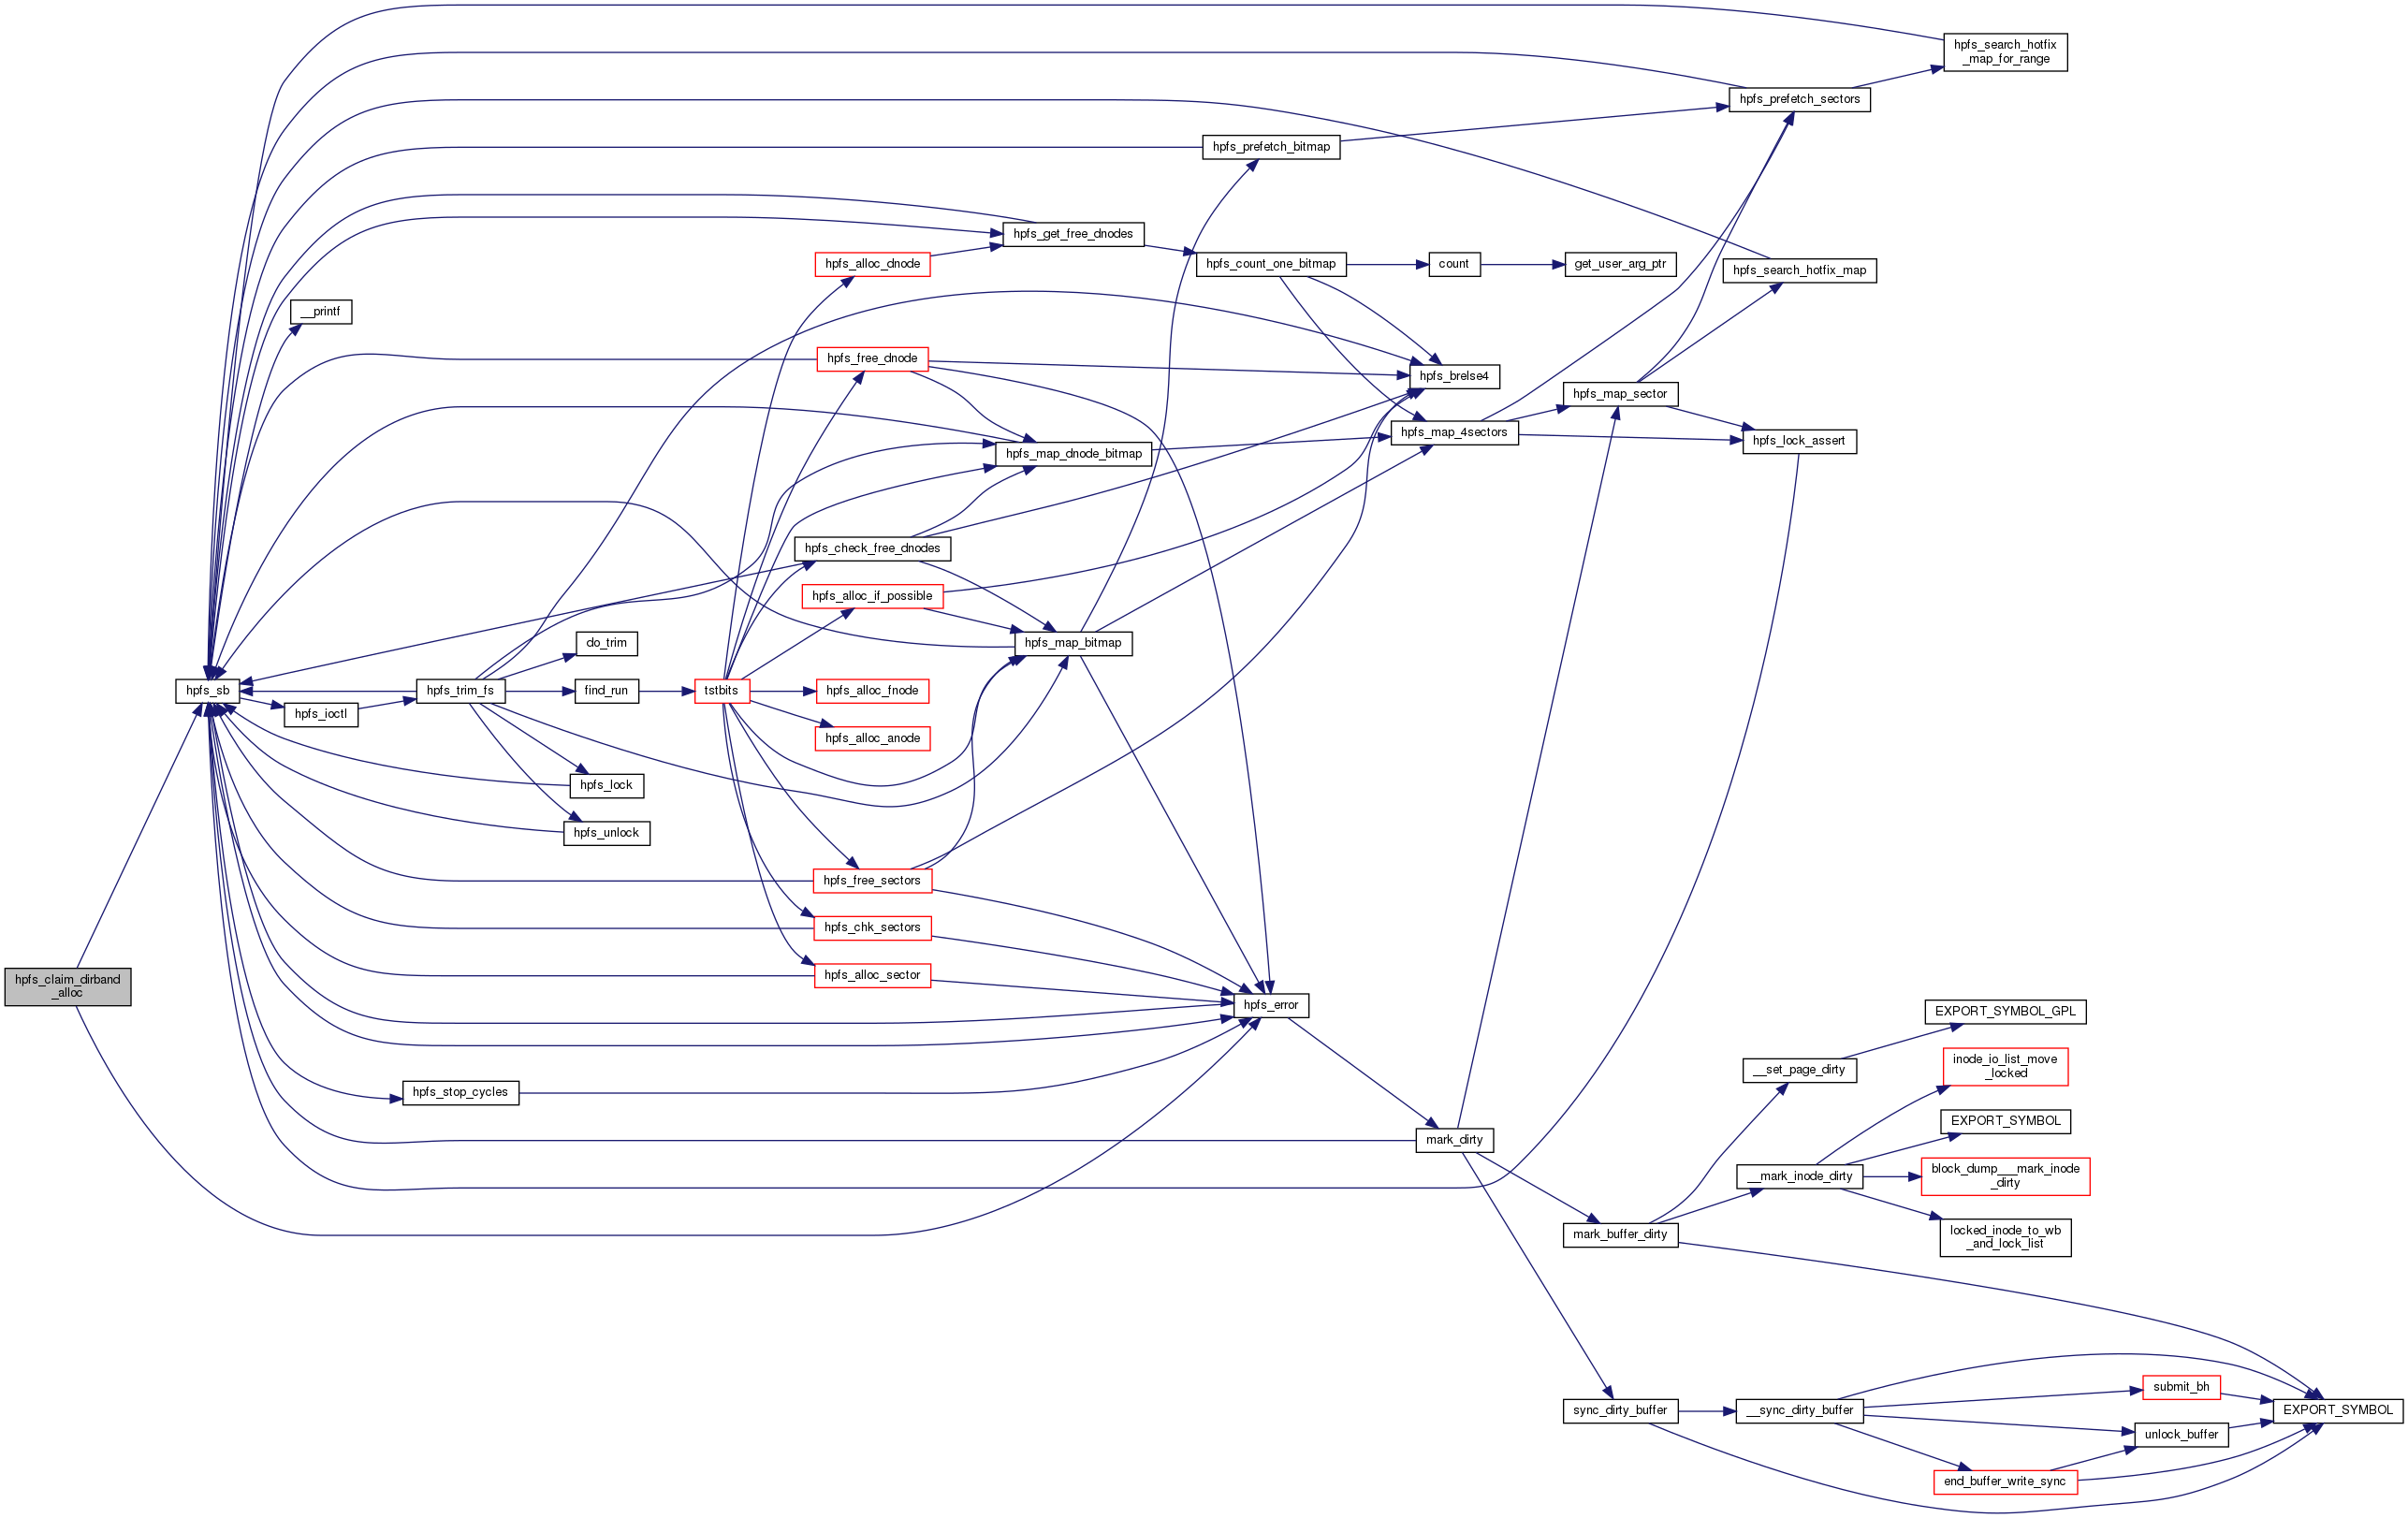 hpfs_search_hotfix
_map_for_range
hpfs_prefetch_sectors
hpfs_prefetch_bitmap
hpfs_get_free_dnodes
hpfs_alloc_dnode
hpfs_count_one_bitmap
count
get_user_arg_ptr
hpfs_search_hotfix_map
__printf
hpfs_free_dnode
hpfs_brelse4
hpfs_map_sector
hpfs_map_4sectors
hpfs_lock_assert
hpfs_map_dnode_bitmap
hpfs_check_free_dnodes
hpfs_alloc_if_possible
do_trim
hpfs_map_bitmap
hpfs_sb
hpfs_trim_fs
find_run
tstbits
hpfs_alloc_fnode
hpfs_ioctl
hpfs_alloc_anode
hpfs_lock
hpfs_unlock
hpfs_free_sectors
hpfs_chk_sectors
hpfs_alloc_sector
hpfs_claim_dirband
_alloc
hpfs_error
EXPORT_SYMBOL_GPL
__set_page_dirty
inode_io_list_move
_locked
hpfs_stop_cycles
EXPORT_SYMBOL
mark_dirty
__mark_inode_dirty
block_dump___mark_inode
_dirty
mark_buffer_dirty
locked_inode_to_wb
_and_lock_list
submit_bh
sync_dirty_buffer
__sync_dirty_buffer
EXPORT_SYMBOL
unlock_buffer
end_buffer_write_sync